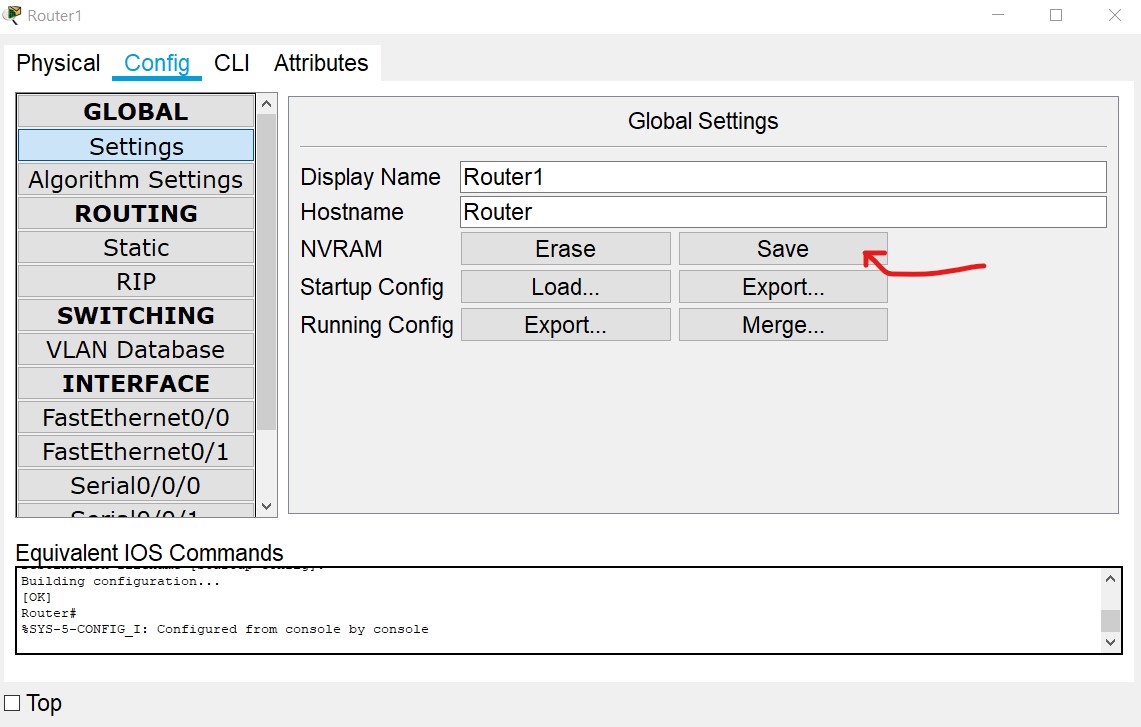 Router1
Physical Config CLI Attributes
GLOBAL
Settings
Algorithm Settings
ROUTING
Static
RIP
SWITCHING
VLAN Database
INTERFACE
FastEthernet0/0
FastEthernet0/1
Serial0/0/0
Serial0/0/1
Global Settings
Display Name Router1
Hostname Router
NVRAM Erase Save
Startup Config Load... Export...
Running Config Export... Merge...
Equivalent IOS Commands
Building configuration...
[OK]
Router#
%SYS-5-CONFIG_I: Configured from console by console
Top